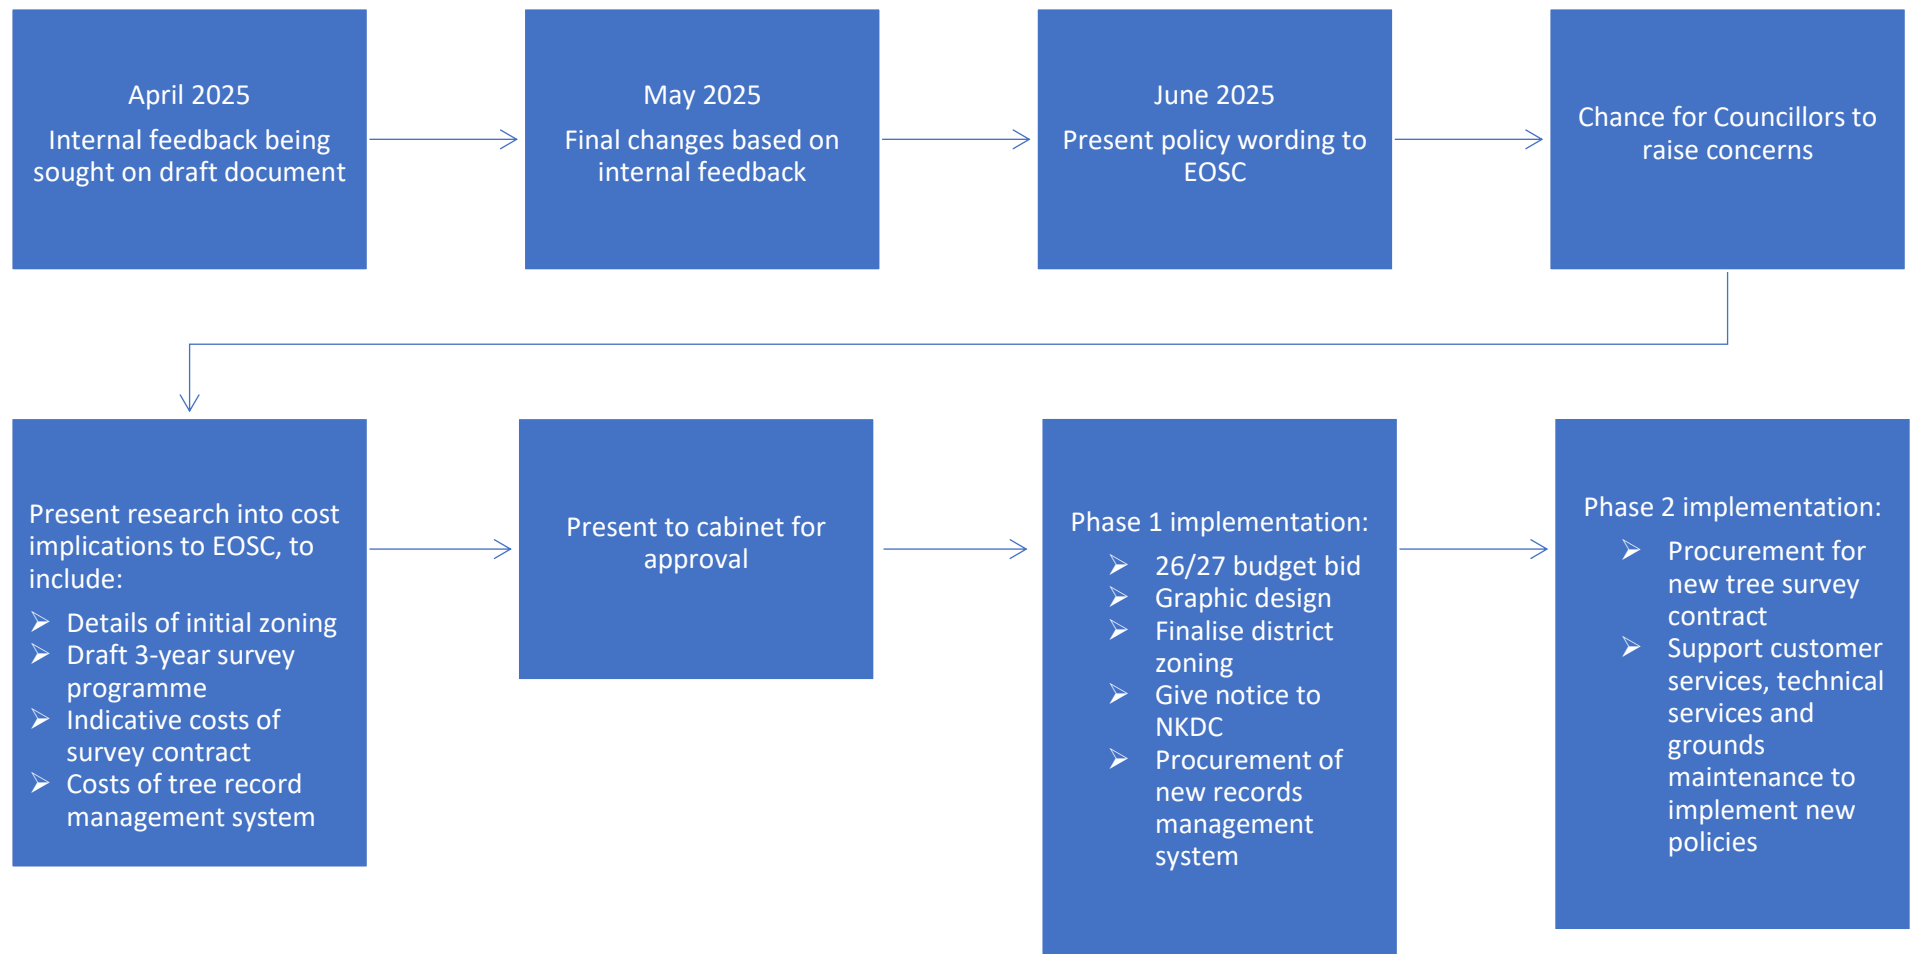 April 2025
Internal feedback being
sought on draft document
May 2025
Final changes based on
internal feedback
June 2025
Present policy wording to
EOSC
Chance for Councillors to
raise concerns
Present research into cost
implications to EOSC, to
include:
➢ Details of initial zoning
➢ Draft 3-year survey
programme
➢ Indicative costs of
survey contract
➢ Costs of tree record
management system
Present to cabinet for
approval
Phase 1 implementation:
➢ 26/27 budget bid
➢ Graphic design
➢ Finalise district
zoning
➢ Give notice to
NKDC
➢ Procurement of
new records
management
system
Phase 2 implementation:
➢ Procurement for
new tree survey
contract
➢ Support customer
services, technical
services and
grounds
maintenance to
implement new
policies